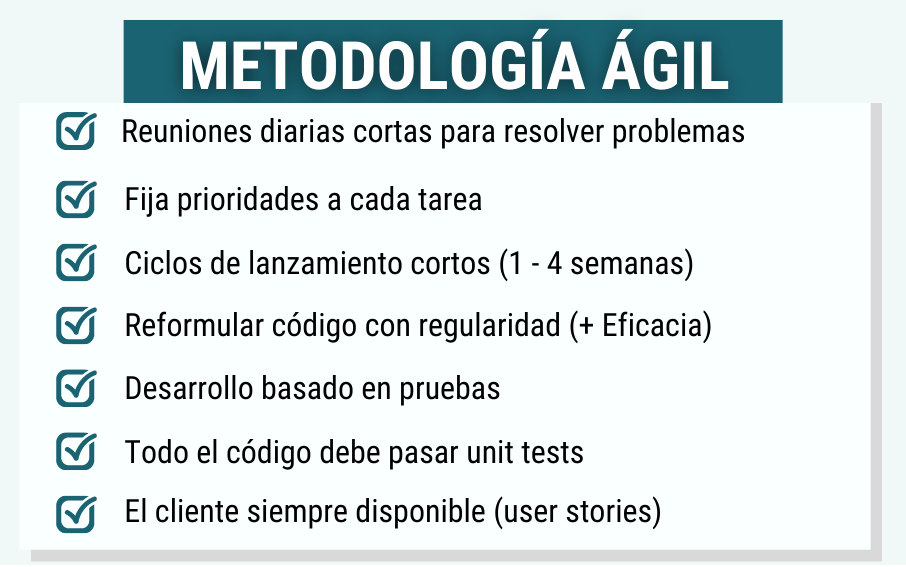 METODOLOGÍA ÁGIL
Reuniones diarias cortas para resolver problemas
Fija prioridades a cada tarea
Ciclos de lanzamiento cortos (1 - 4 semanas)
Reformular código con regularidad (+ Eficacia)
Desarrollo basado en pruebas
Todo el código debe pasar unit tests
El cliente siempre disponible (user stories)